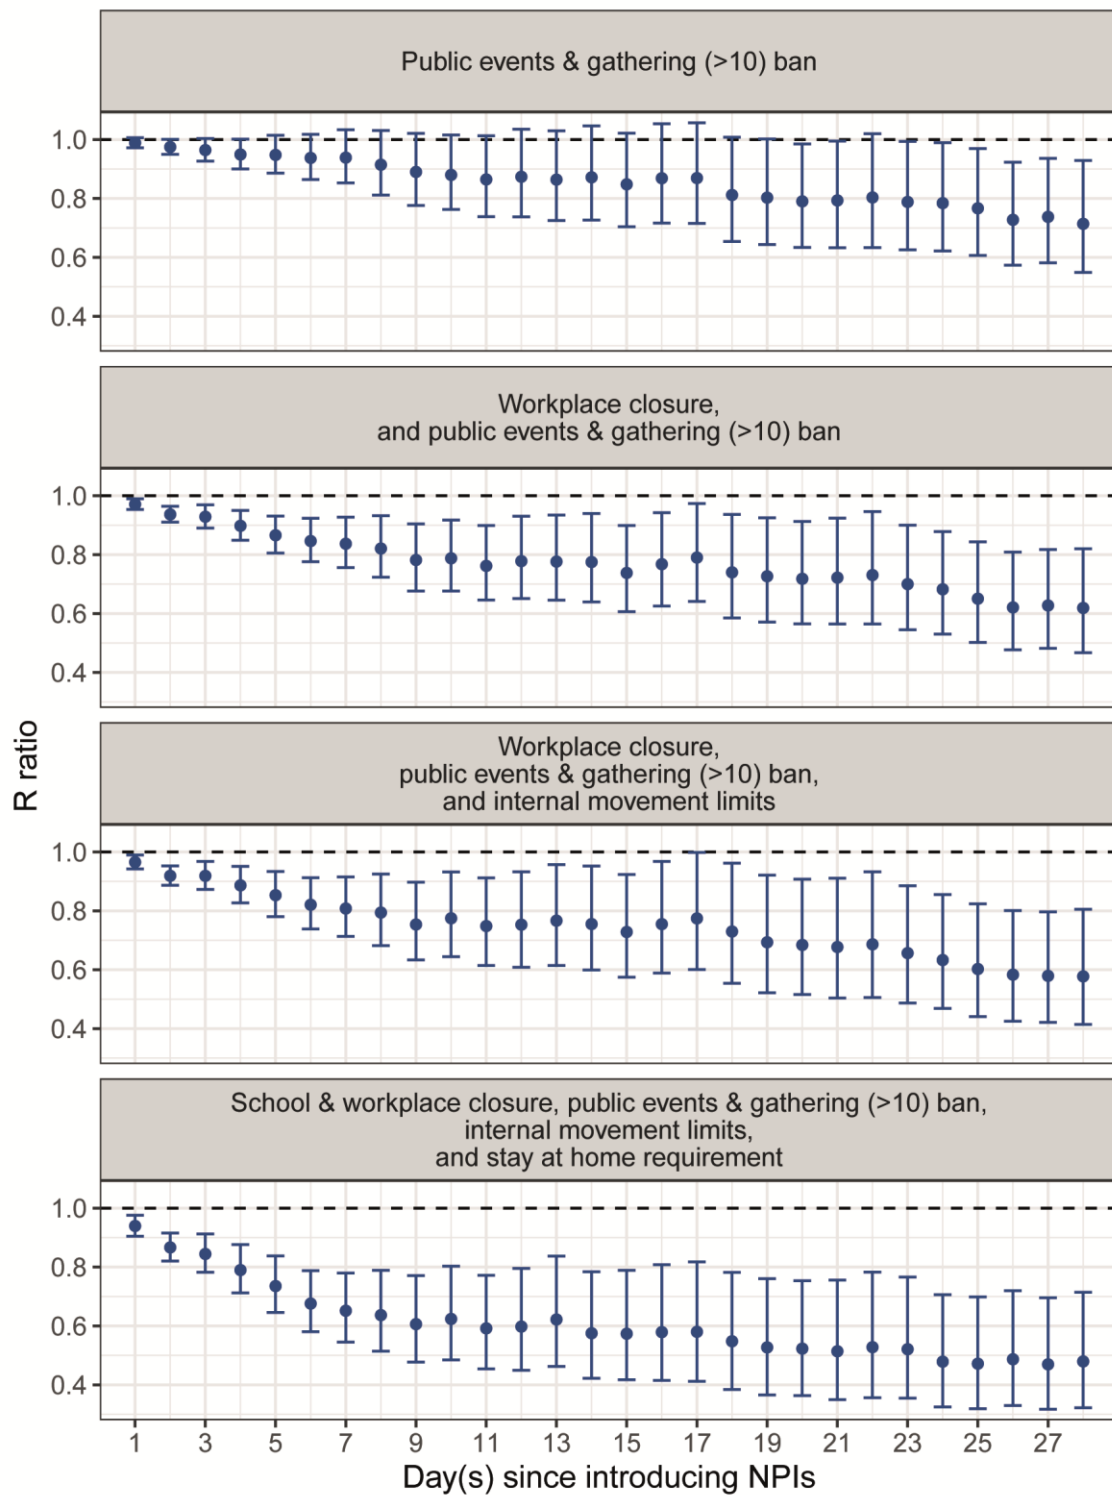 Public events & gathering (>10) ban
1.0
0.8
0.6
0.4
Workplace closure,
and public events & gathering (>10) ban
1.0
0.8
0.6
0.4
Workplace closure,
public events & gathering (>10) ban,
and internal movement limits
1.0
0.8
0.6
0.4
School & workplace closure, public events & gathering (>10) ban,
internal movement limits,
and stay at home requirement
1.0
0.8
0.6
0.4
R ratio
1 3 5 7 9 11 13 15 17 19 21 23 25 27
Day(s) since introducing NPIs